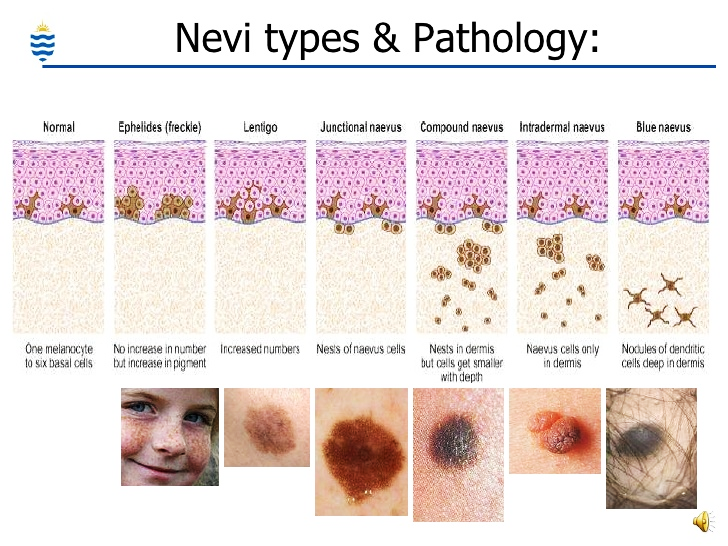 Nevi types & Pathology:
Normal
Ephelides (freckle)
Lentigo
Junctional naevus
Compound naevus
Intradermal naevus
Blue naevus
One melanocyte
to six basal cells
No increase in number
but increase in pigment
Increased numbers
Nests of naevus cells
Nests in dermis
but cells get smaller
with depth
Naevus cells only
in dermis
Nodules of dendritic
cells deep in dermis